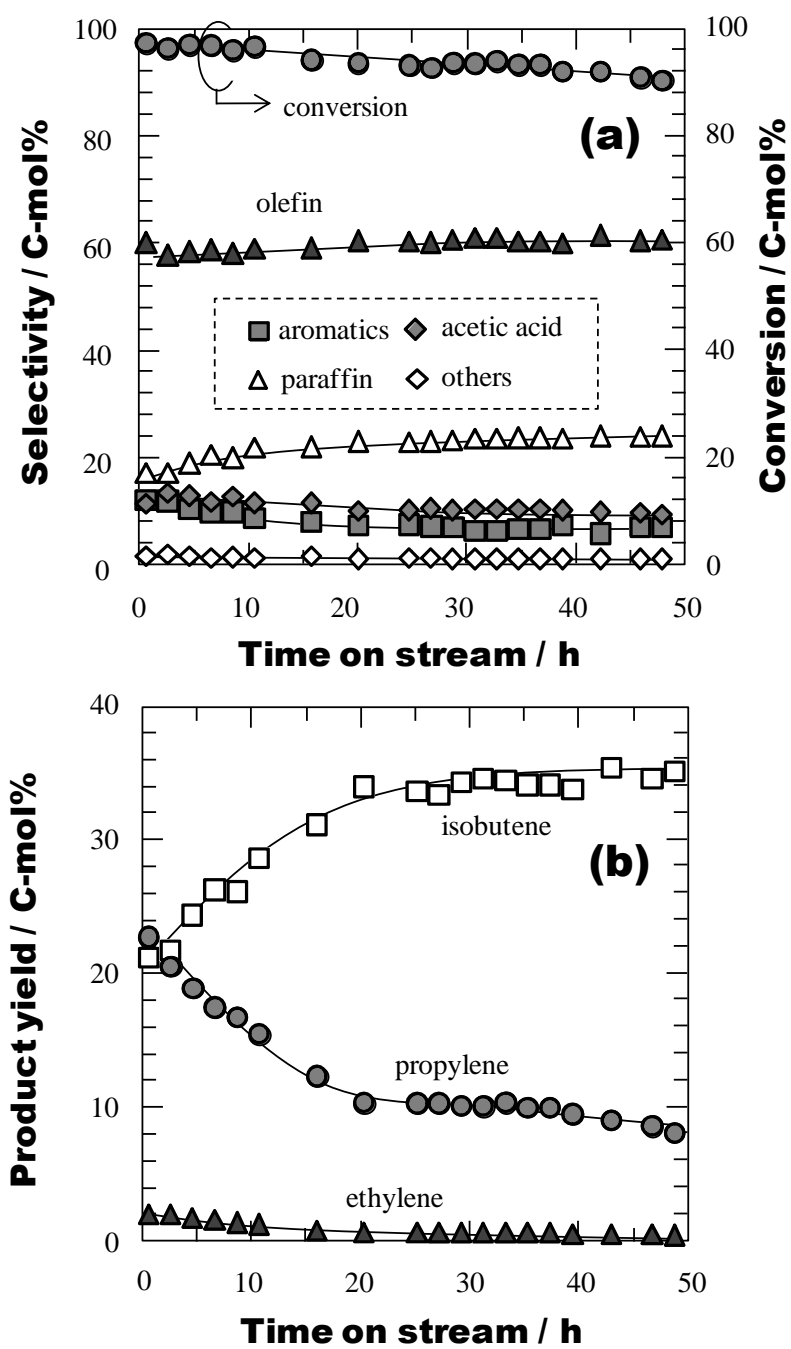 100
80
60
40
20
0
Selectivity / C-mol%
100
80
60
40
20
0
Conversion / C-mol%
conversion
(a)
olefin
aromatics
acetic acid
paraffin
others
0 10 20 30 40 50
Time on stream / h
40
30
20
10
0
Product yield / C-mol%
isobutene
(b)
propylene
ethylene
0 10 20 30 40 50
Time on stream / h